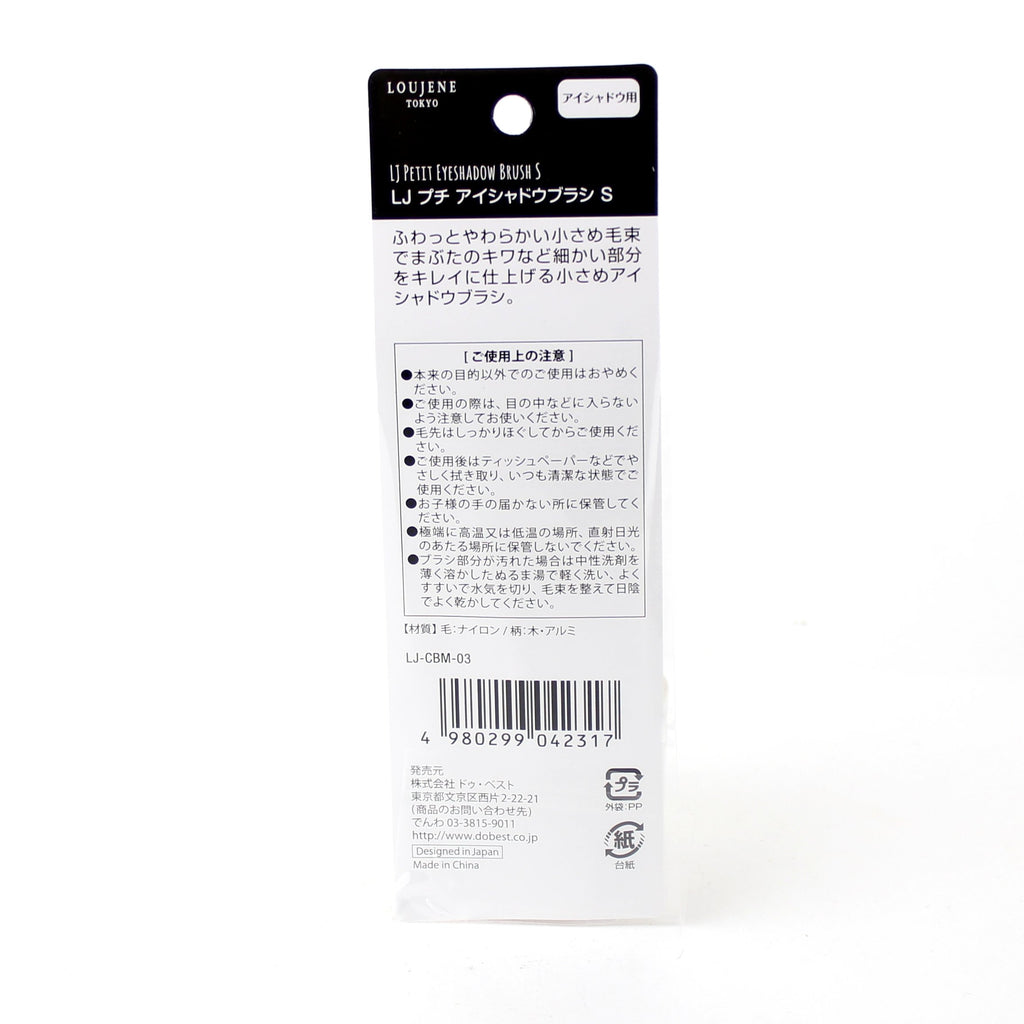 LOUJENE
TOKYO
アイシャドウ用
LJ PETIT EYESHADOW BRUSH S
LJ プチ アイシャドウブラシ S
ふわっとやわらかい小さめ毛束
でまぶたのキワなど細かい部分
をキレイに仕上げる小さめアイ
シャドウブラシ。
[ ご使用上の注意 ]
●本来の目的以外でのご使用はおやめく
ださい。
●ご使用の際は、目の中などに入らない
よう注意してお使いください。
●毛先はしっかりほぐしてからご使用くだ
さい。
●ご使用後はティッシュペーパーなどでや
さしく拭き取り、いつも清潔な状態でご
使用ください。
●お子様の手の届かない所に保管してく
ださい。
●極端に高温又は低温の場所、直射日光
のあたる場所に保管しないでください。
●ブラシ部分が汚れた場合は中性洗剤を
薄く溶かしたぬるま湯で軽く洗い、よく
すすいで水気を切り、毛束を整えて日陰
でよく乾かしてください。
【材質】毛:ナイロン / 柄:木・アルミ
LJ-CBM-03
4 980299 042317
発売元
株式会社 ドゥ・ベスト
東京都文京区西片2-22-21
(商品のお問い合わせ先)
でんわ 03-3815-9011
http://www.dobest.co.jp
Designed in Japan
Made in China
プラ
外袋:PP
紙
台紙